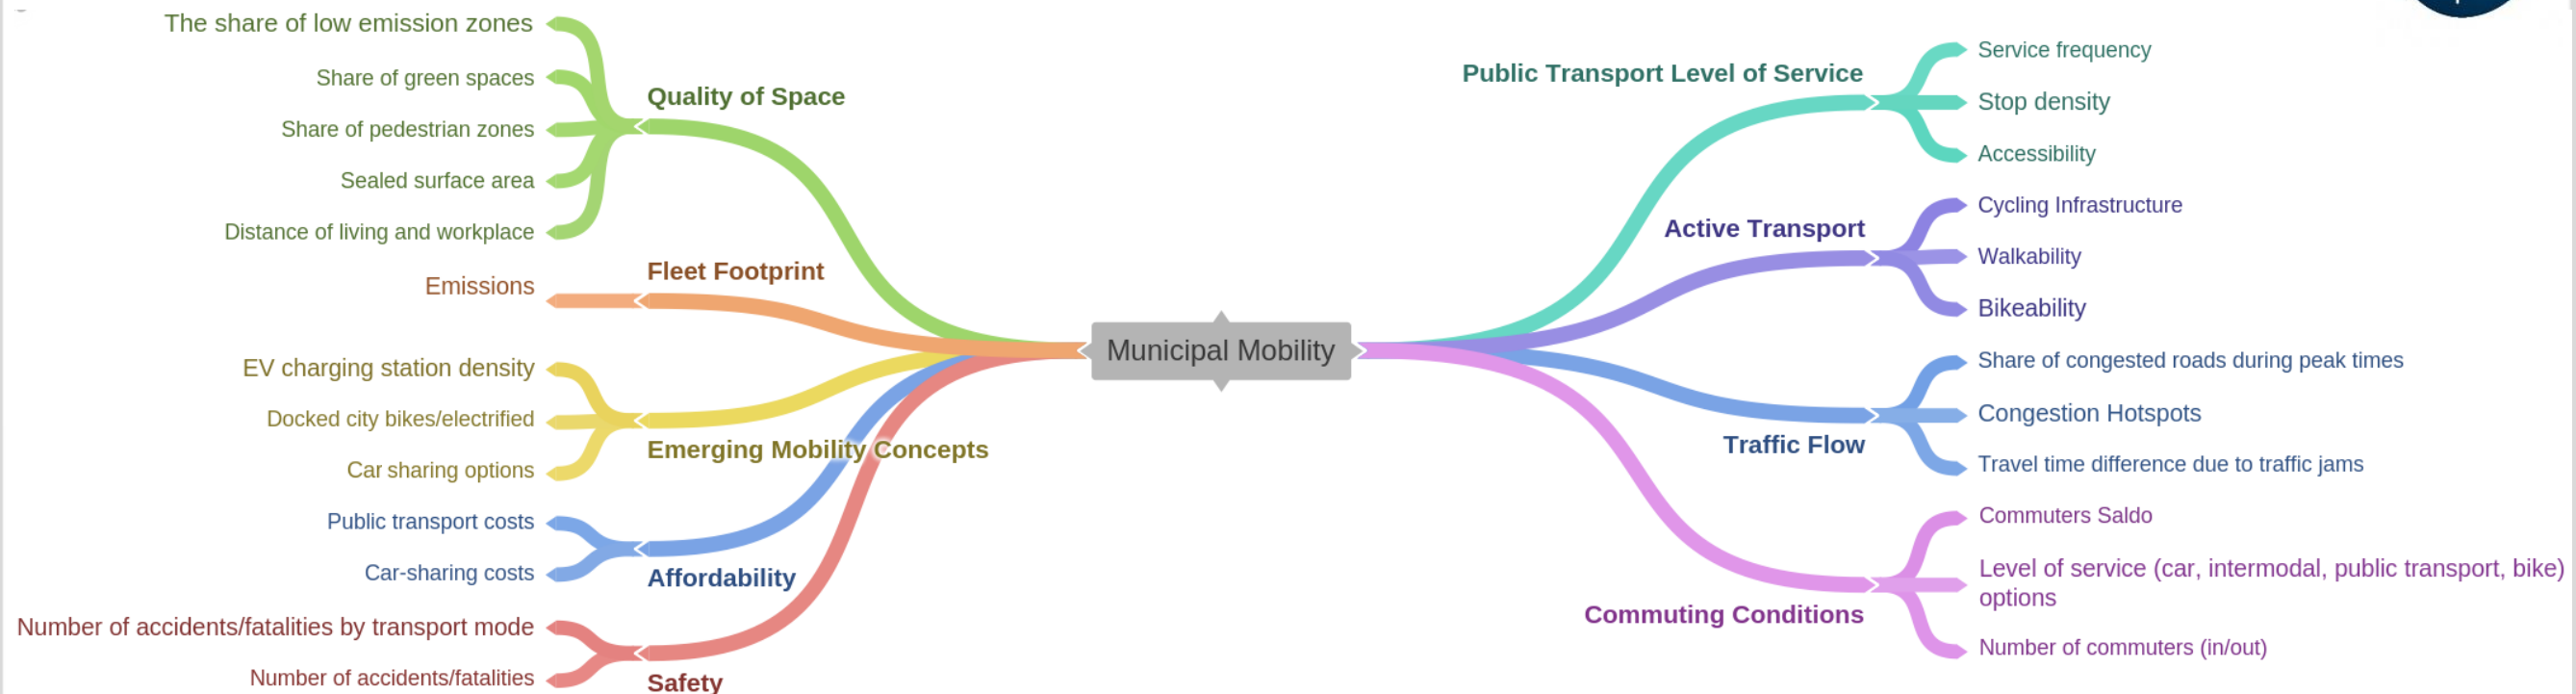 The share of low emission zones
Share of green spaces
Share of pedestrian zones
Sealed surface area
Distance of living and workplace
Quality of Space
Emissions
Fleet Footprint
EV charging station density
Docked city bikes/electrified
Car sharing options
Emerging Mobility Concepts
Public transport costs
Car-sharing costs
Affordability
Number of accidents/fatalities by transport mode
Number of accidents/fatalities
Safety
Municipal Mobility
Public Transport Level of Service
Service frequency
Stop density
Accessibility
Active Transport
Cycling Infrastructure
Walkability
Bikeability
Traffic Flow
Share of congested roads during peak times
Congestion Hotspots
Travel time difference due to traffic jams
Commuting Conditions
Commuters Saldo
Level of service (car, intermodal, public transport, bike)
options
Number of commuters (in/out)